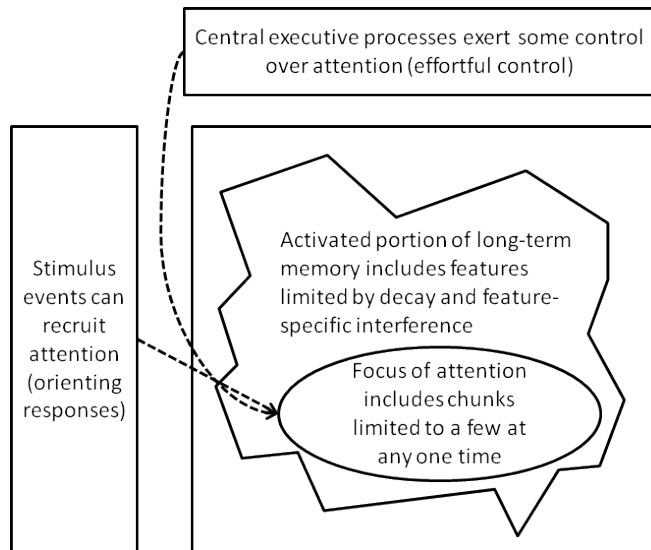 Central executive processes exert some control
over attention (effortful control)
Stimulus
events can
recruit
attention
(orienting
responses)
Activated portion of long-term
memory includes features
limited by decay and feature-
specific interference
Focus of attention
includes chunks
limited to a few at
any one time